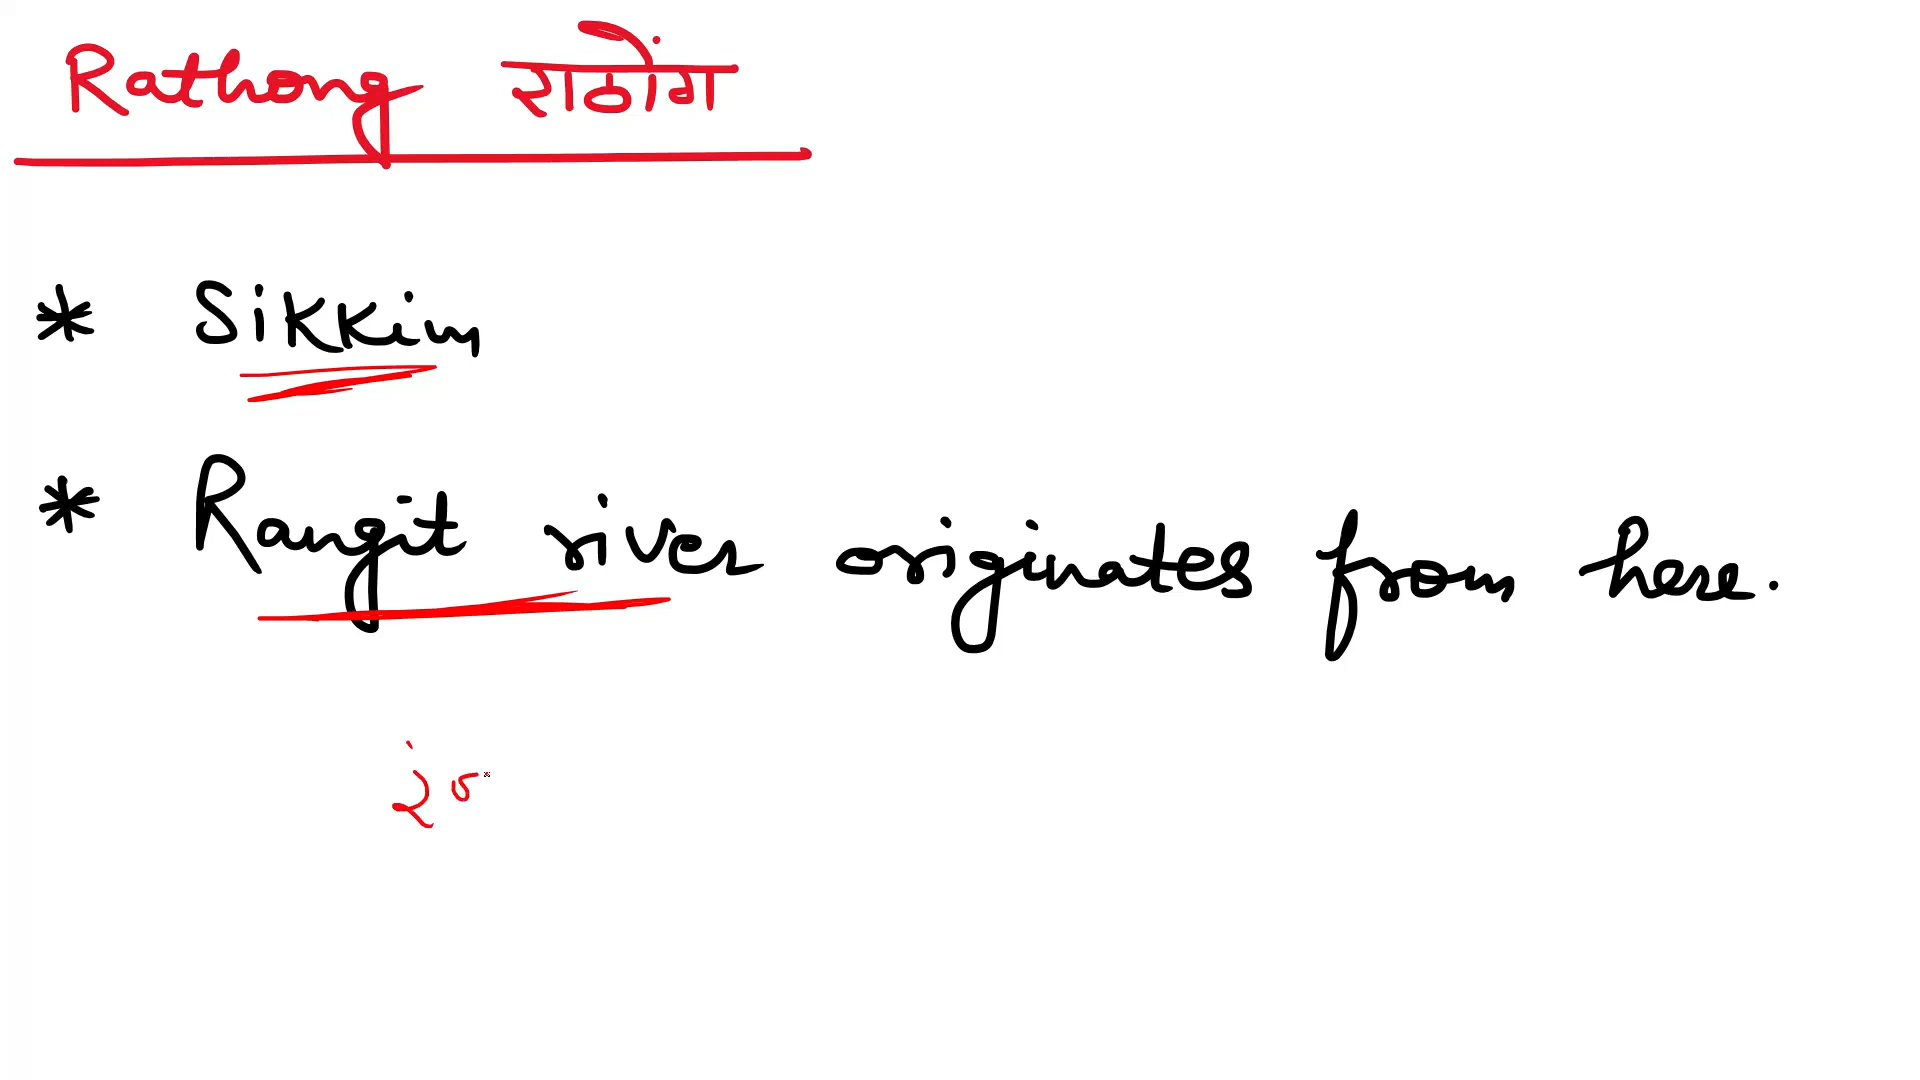 Rathong राठोंग
* Sikkim
* Rangit river originates from here.